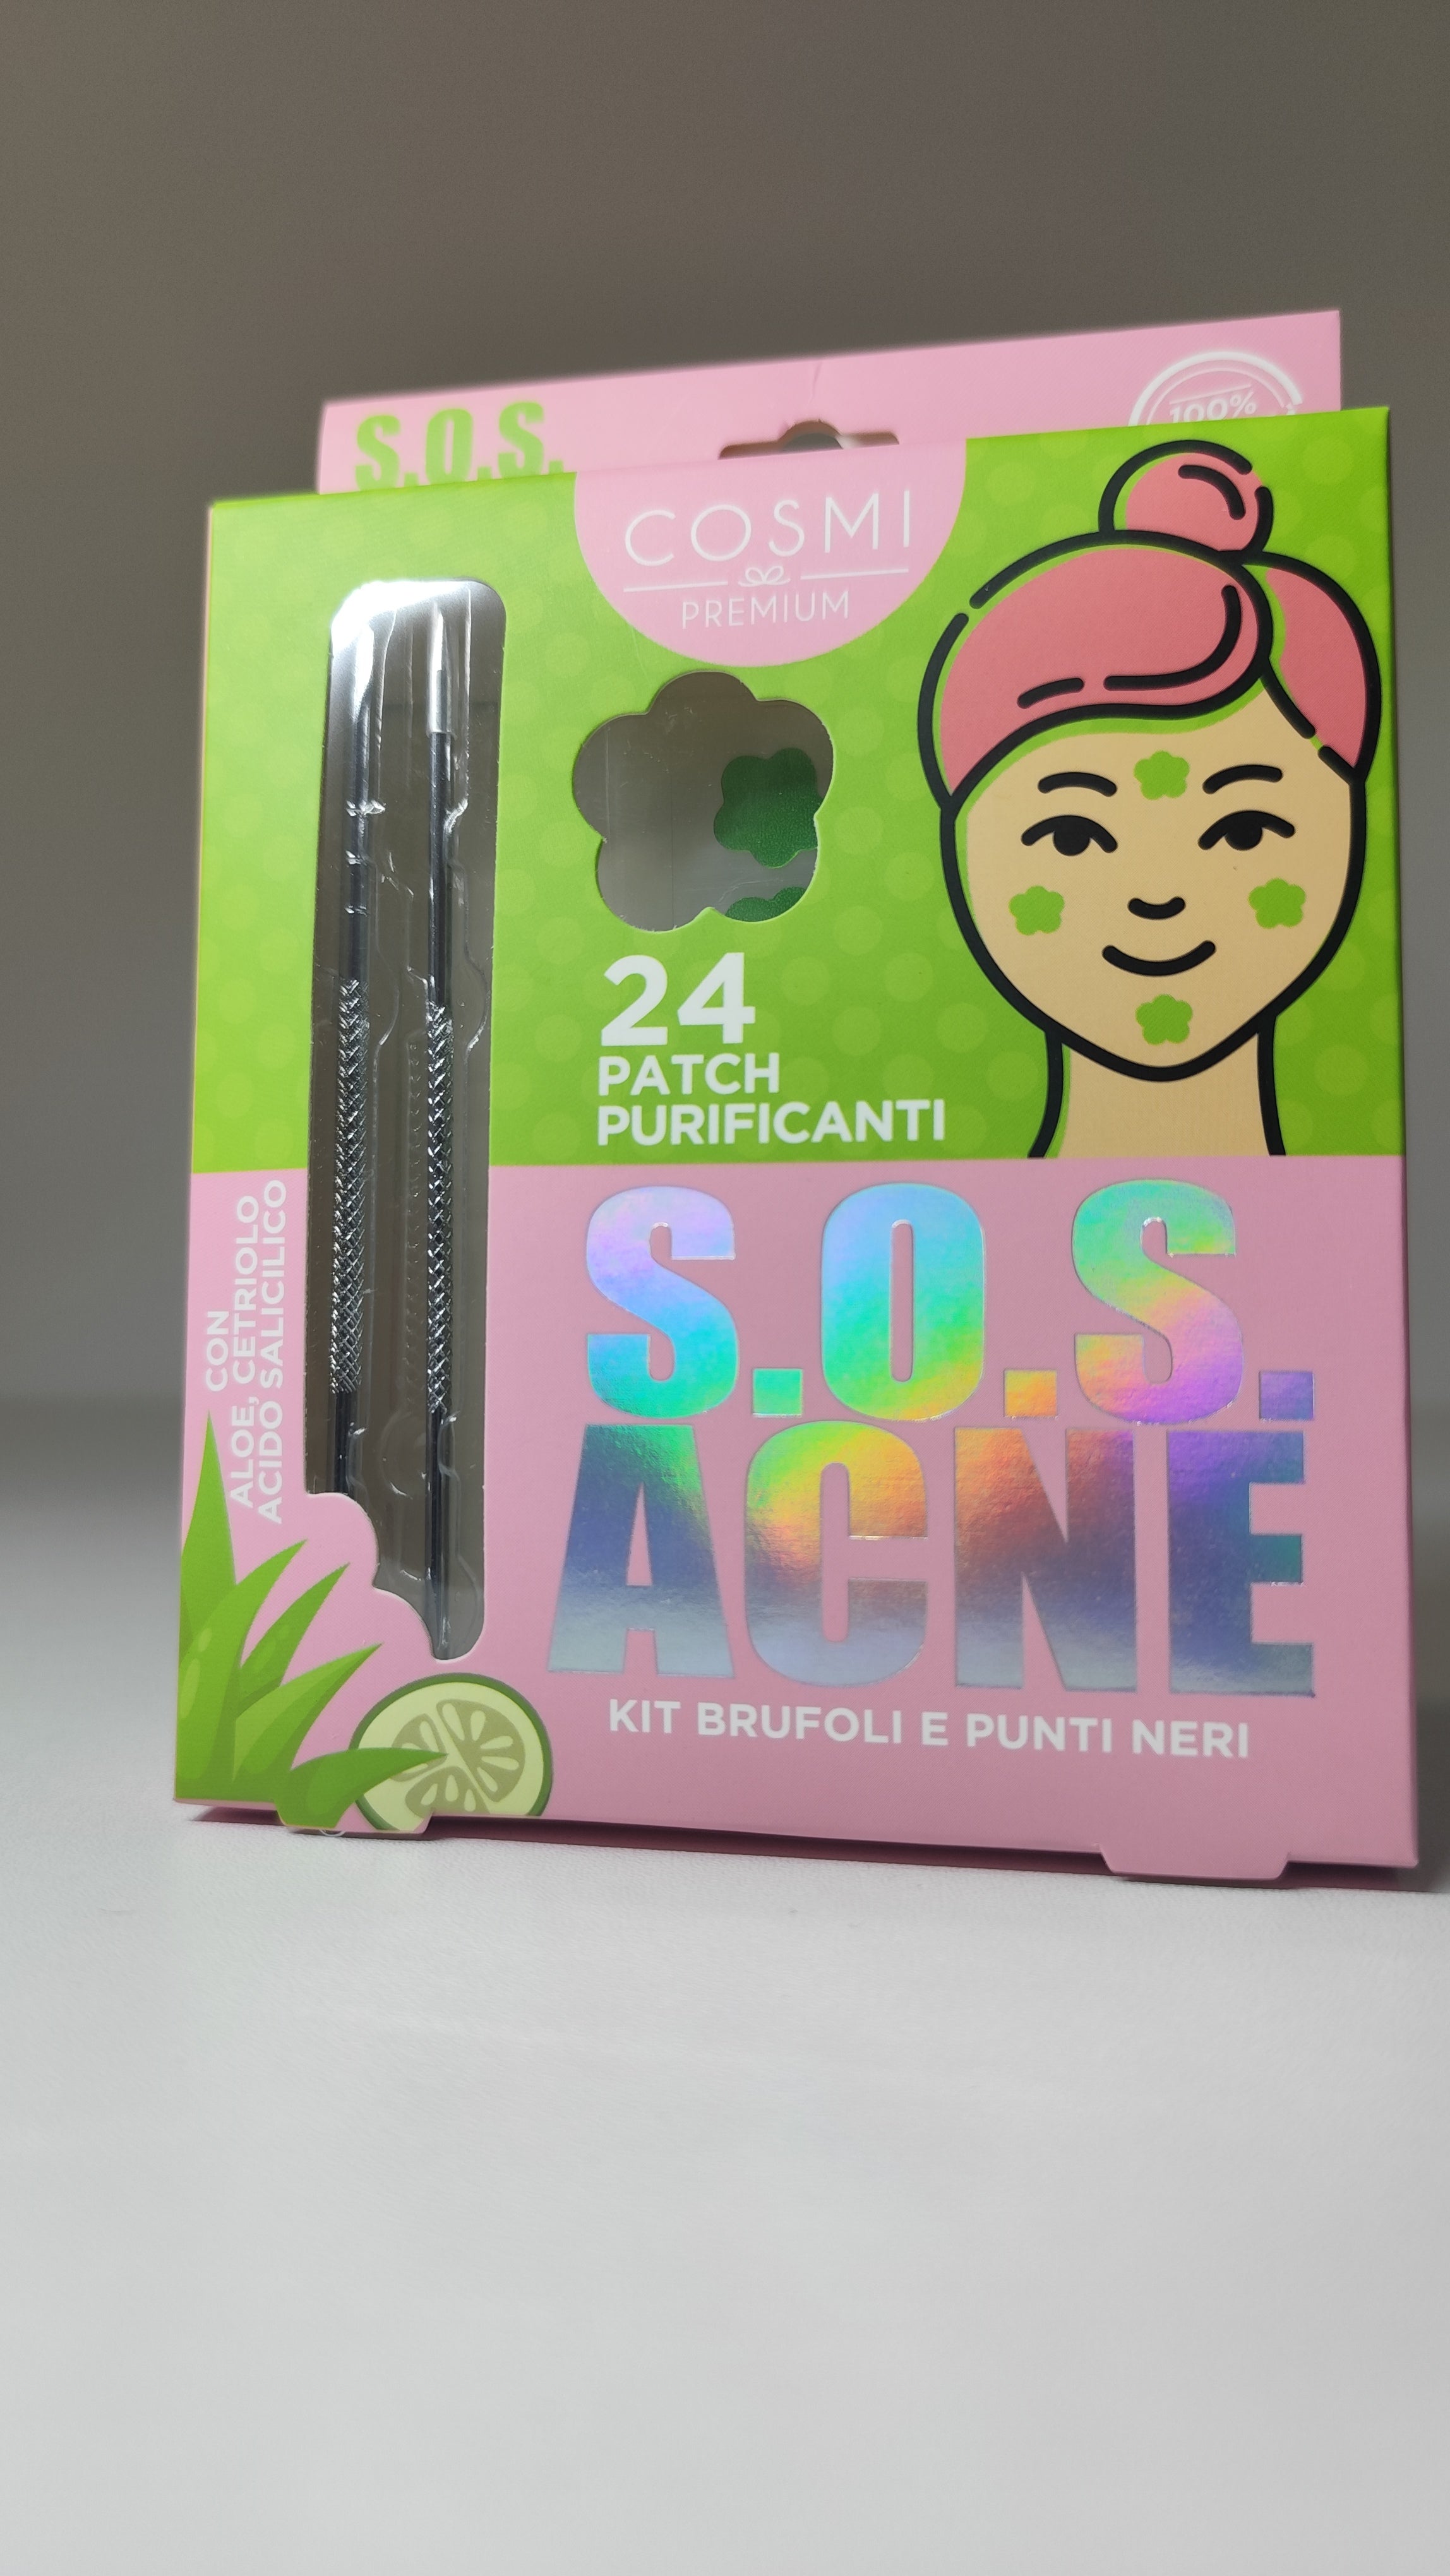 S.O.S.
100%
COSMI
PREMIUM
24
PATCH
PURIFICANTI
CON
ALOE, CETRIOLO
ACIDO SALICILICO
S.O.S.
ACNE
KIT BRUFOLI E PUNTI NERI